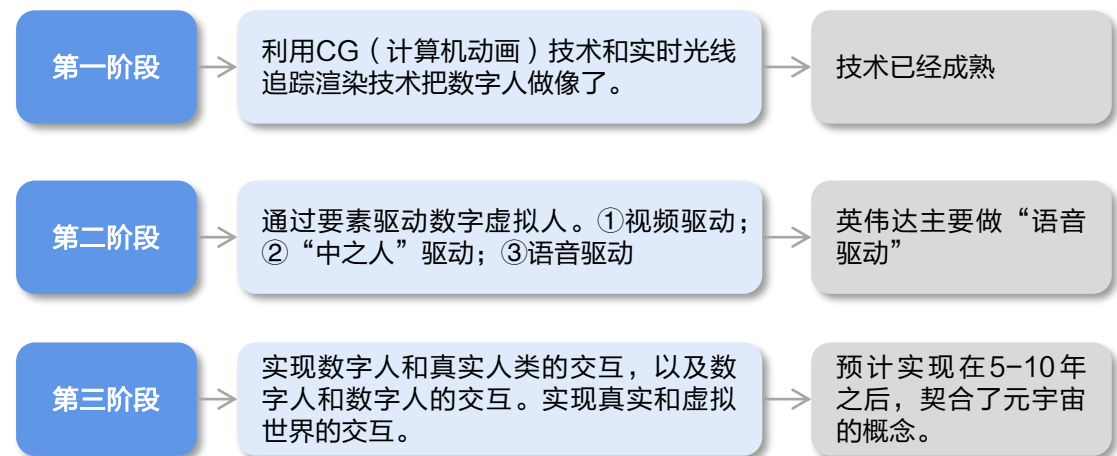 第一阶段
利用CG（计算机动画）技术和实时光线
追踪渲染技术把数字人做像了。
技术已经成熟
第二阶段
通过要素驱动数字虚拟人。①视频驱动；
②“中之人”驱动；③语音驱动
英伟达主要做“语音
驱动”
第三阶段
实现数字人和真实人类的交互，以及数
字人和数字人的交互。实现真实和虚拟
世界的交互。
预计实现在5-10年
之后，契合了元宇宙
的概念。